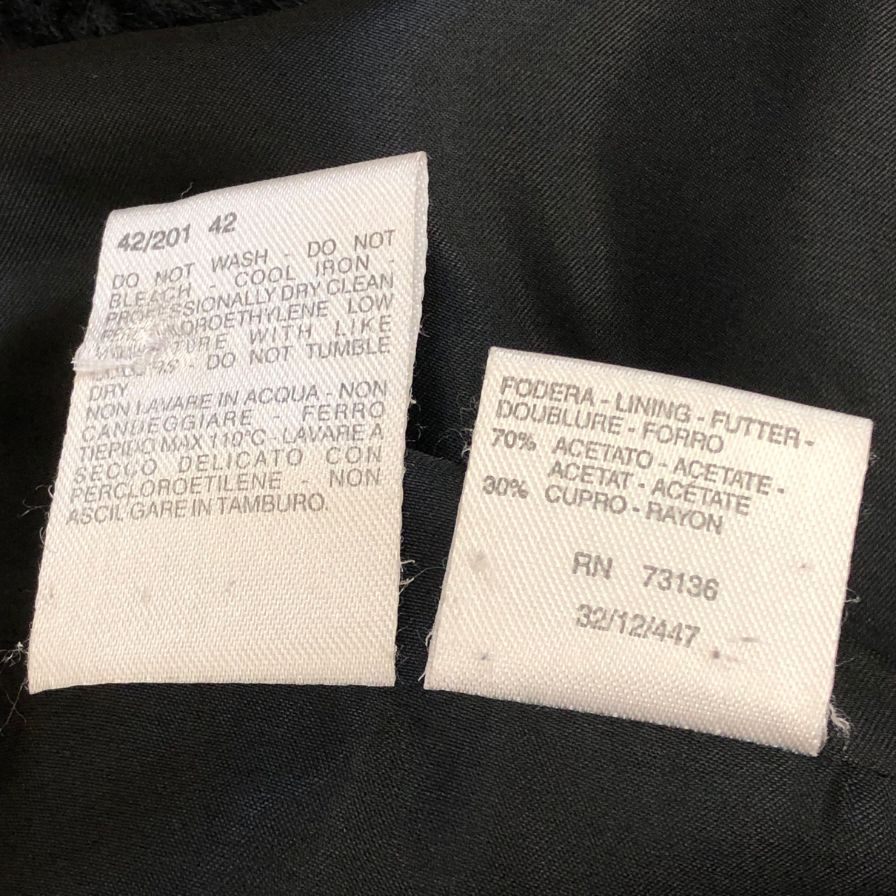 42/201 42
DO NOT WASH - DO NOT
BLEACH - COOL IRON -
PROFESSIONALLY DRY CLEAN
LOW
WITH LIKE
- DO NOT TUMBLE
DRY
NON LAVARE IN ACQUA - NON
CANDEGGIARE - FERRO
TIEPIDO MAX 110°C - LAVARE A
SECCO DELICATO CON
PERCLOROETILENE - NON
ASCIUGARE IN TAMBURO.
FODERA - LINING - FUTTER -
DOUBLURE - FORRO
70% ACETATO - ACETATE -
ACETAT - ACÉTATE
30% CUPRO - RAYON
RN 73136
32/12/447